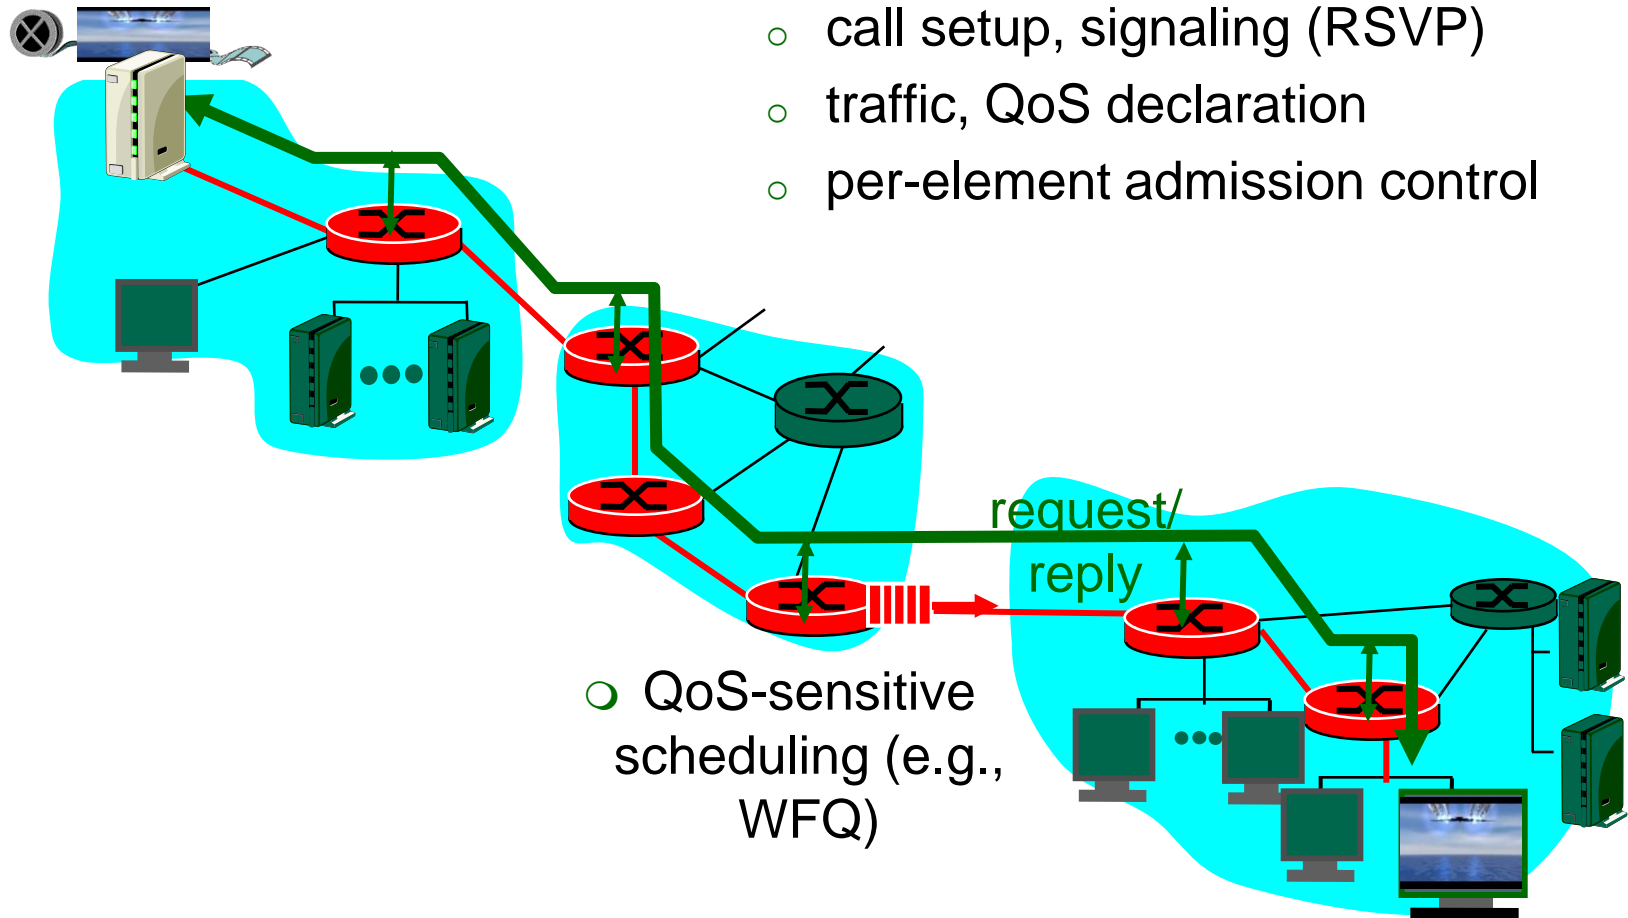 call setup, signaling (RSVP)
traffic, QoS declaration
per-element admission control
request/
reply
QoS-sensitive
scheduling (e.g.,
WFQ)